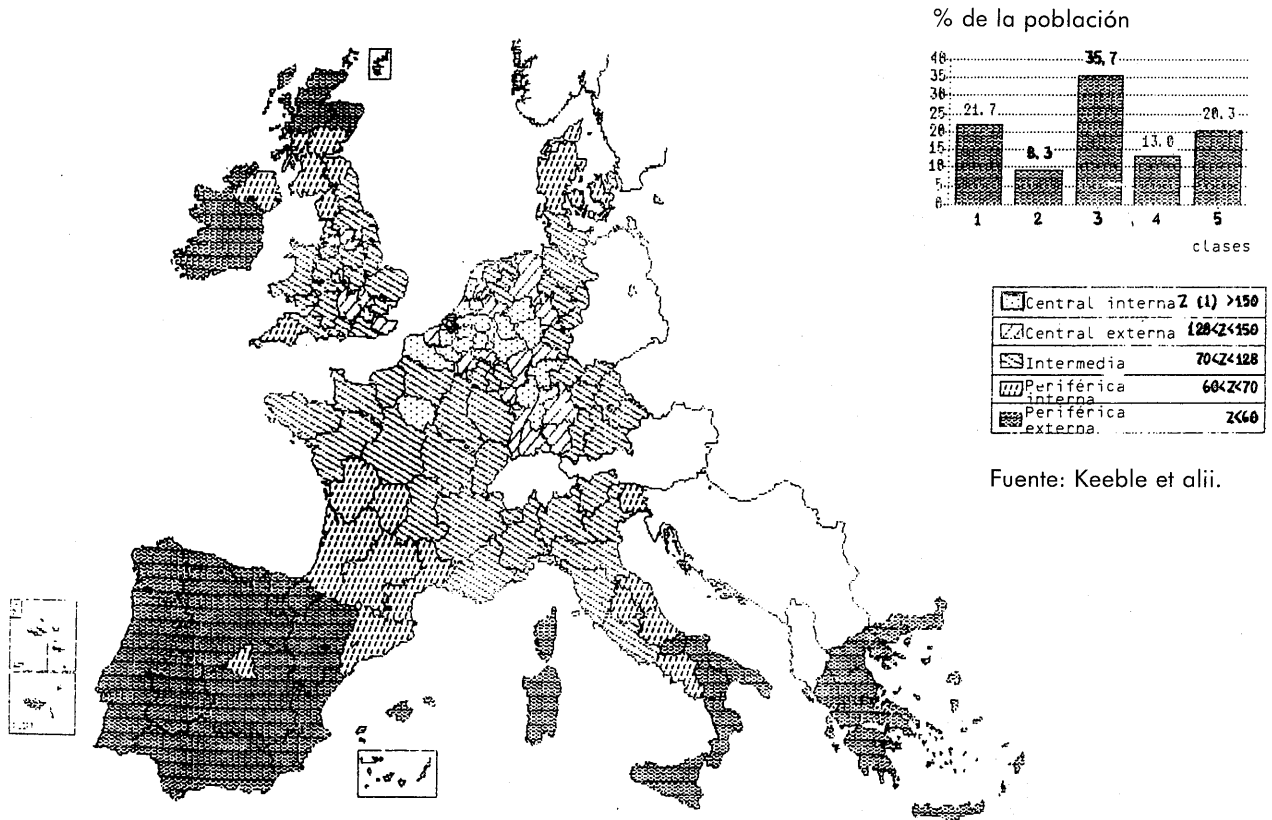 % de la población
40
35
30
25
20
15
10
5
0
21.7
8.3
35,7
13.0
20.3
1 2 3 4 5
clases
Central interna Z (1) >150
Central externa 128<Z<150
Intermedia 70<Z<128
Periférica interna 60<Z<70
Periférica externa Z<60
Fuente: Keeble et alii.